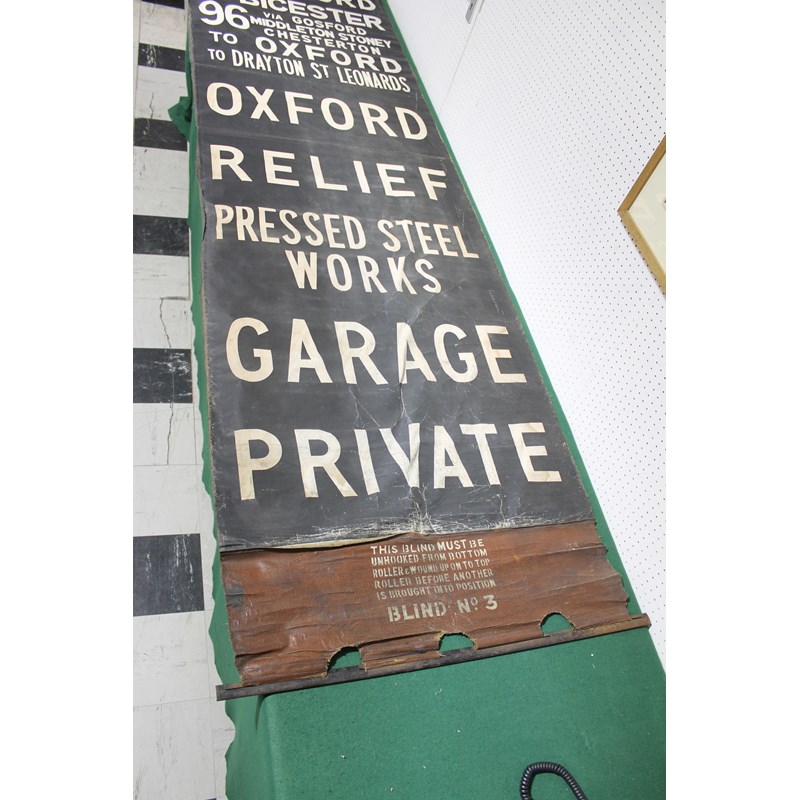 BICESTER
96 VIA GOSFORD
MIDDLETON STONEY
CHESTERTON
TO OXFORD
TO DRAYTON ST LEONARDS
OXFORD
RELIEF
PRESSED STEEL
WORKS
GARAGE
PRIVATE
THIS BLIND MUST BE
UNHOOKED FROM BOTTOM
ROLLER & WOUND UP ON TO TOP
ROLLER BEFORE ANOTHER
IS BROUGHT INTO POSITION
BLIND Nº 3